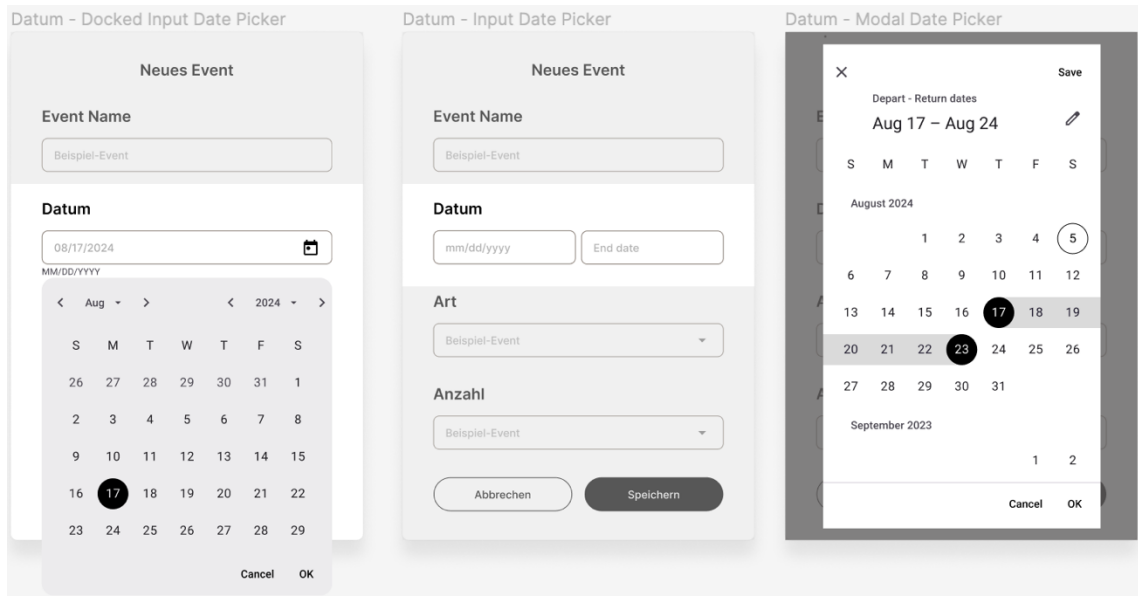 Datum - Docked Input Date Picker
Neues Event
Event Name
Beispiel-Event
Datum
08/17/2024
MM/DD/YYYY
Aug 2024
S M T W T F S
26 27 28 29 30 31 1
2 3 4 5 6 7 8
9 10 11 12 13 14 15
16 17 18 19 20 21 22
23 24 25 26 27 28 29
Cancel OK
Datum - Input Date Picker
Neues Event
Event Name
Beispiel-Event
Datum
mm/dd/yyyy End date
Art
Beispiel-Event
Anzahl
Beispiel-Event
Abbrechen Speichern
Datum - Modal Date Picker
Save
Depart - Return dates
Aug 17 – Aug 24
S M T W T F S
August 2024
1 2 3 4 5
6 7 8 9 10 11 12
13 14 15 16 17 18 19
20 21 22 23 24 25 26
27 28 29 30 31
September 2023
1 2
Cancel OK